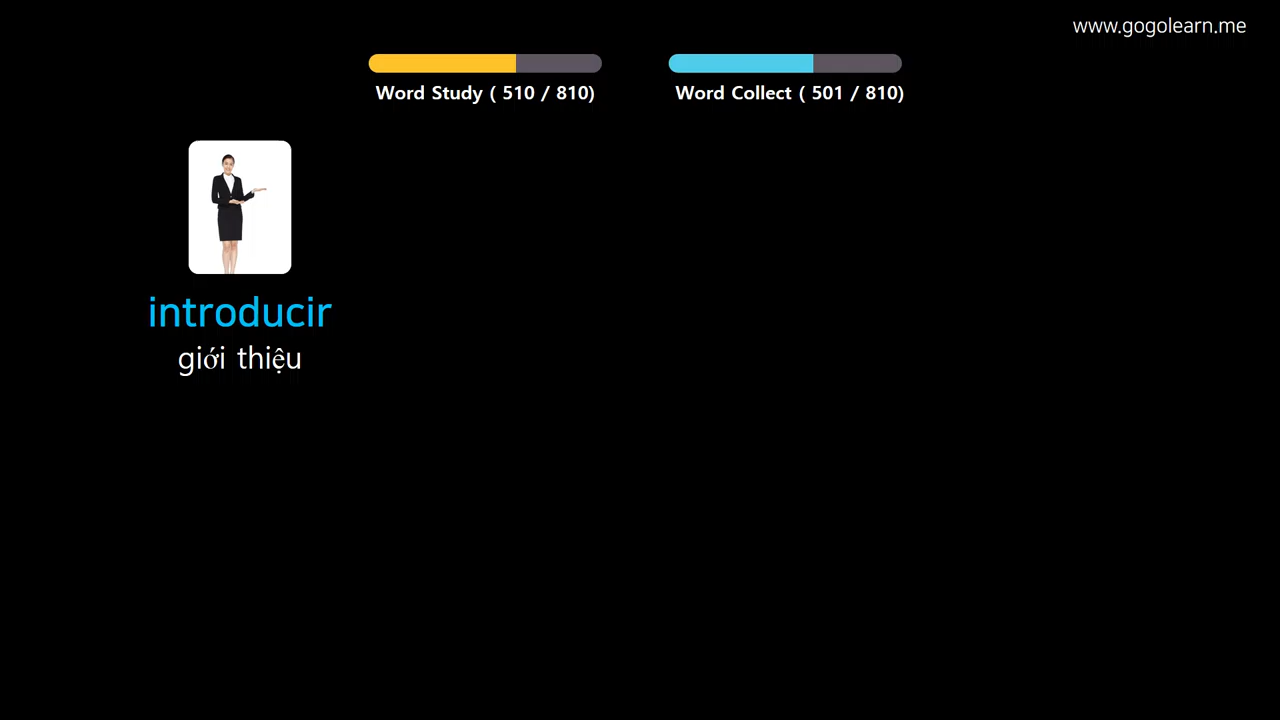 www.gogolearn.me
Word Study ( 510 / 810)
Word Collect ( 501 / 810)
introducir
giới thiệu